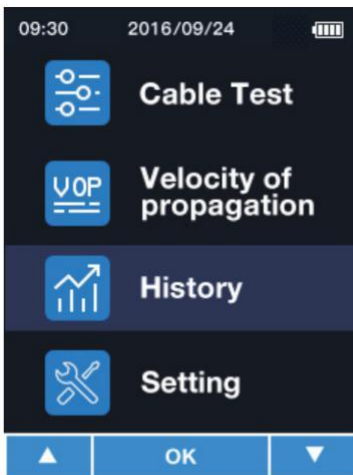 09:30 2016/09/24
Cable Test
VOP
Velocity of
propagation
History
Setting
OK